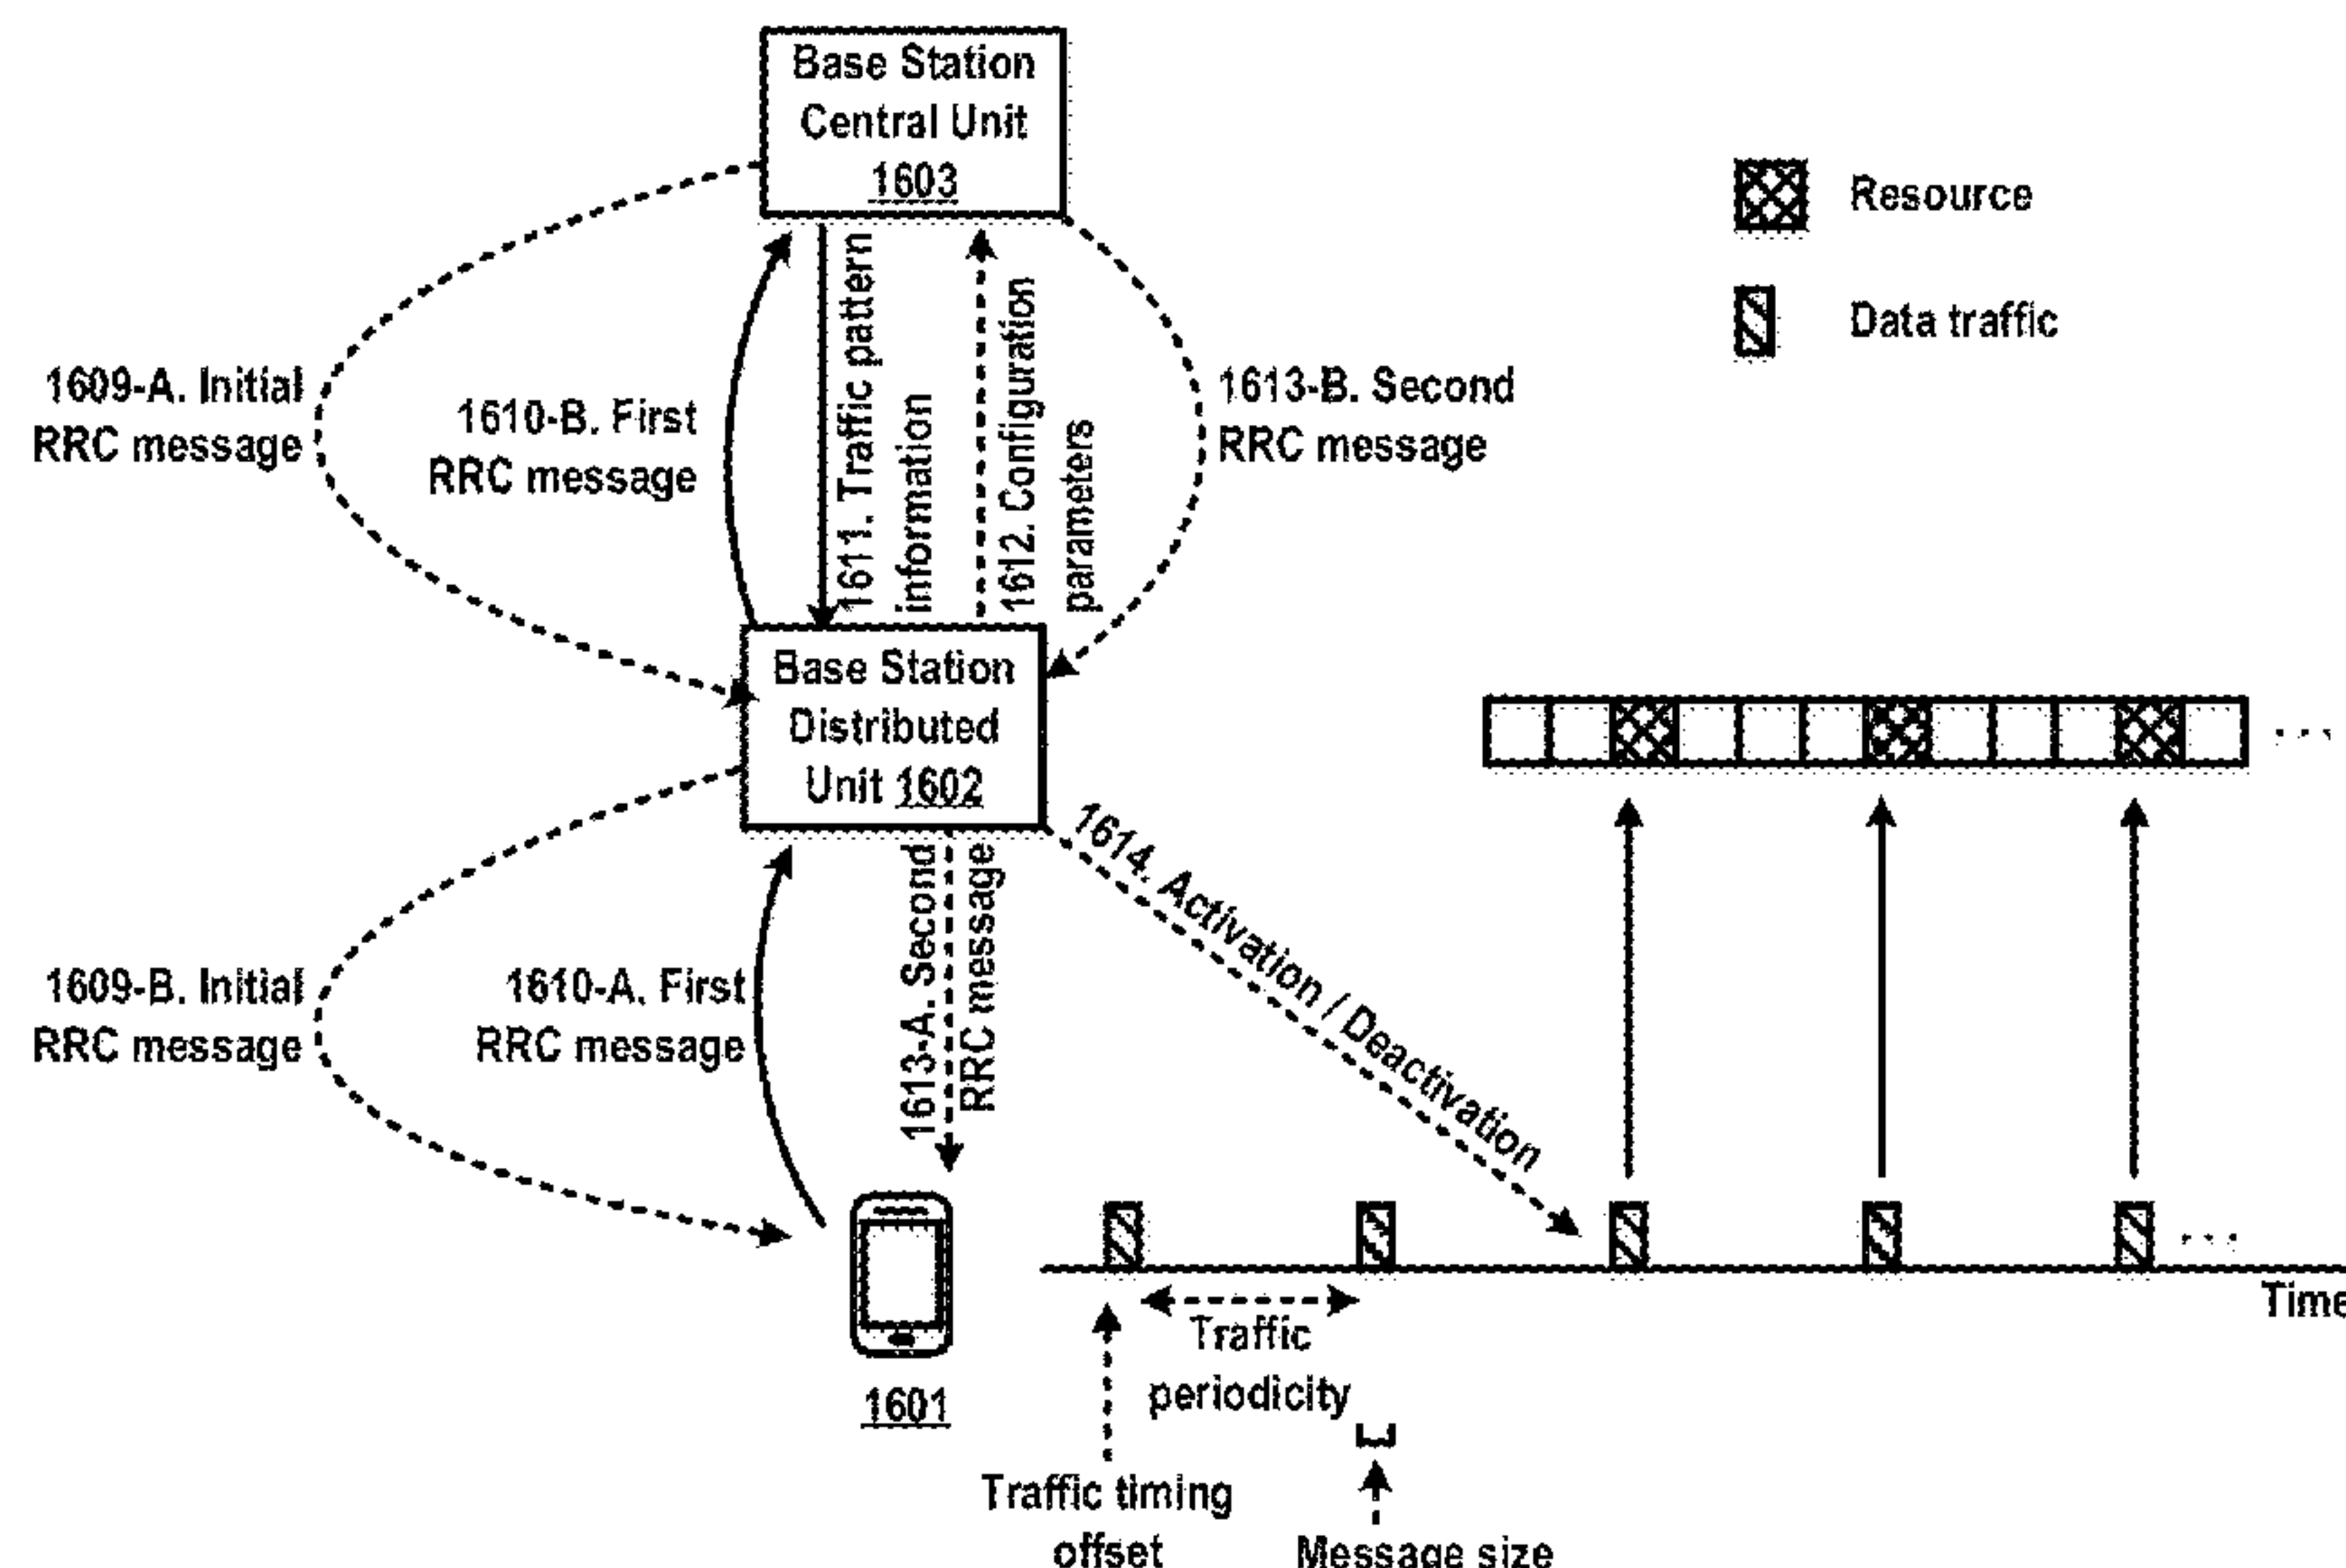 Base Station
Central Unit
1603
Resource
Data traffic
1609-A. Initial
RRC message
1610-B. First
RRC message
1611. Traffic pattern
information
1612. Configuration
parameters
1613-B. Second
RRC message
Base Station
Distributed
Unit 1602
1609-B. Initial
RRC message
1610-A. First
RRC message
1613-A. Second
RRC message
1614. Activation / Deactivation
Time
Traffic
periodicity
1601
Traffic timing
offset
Message size